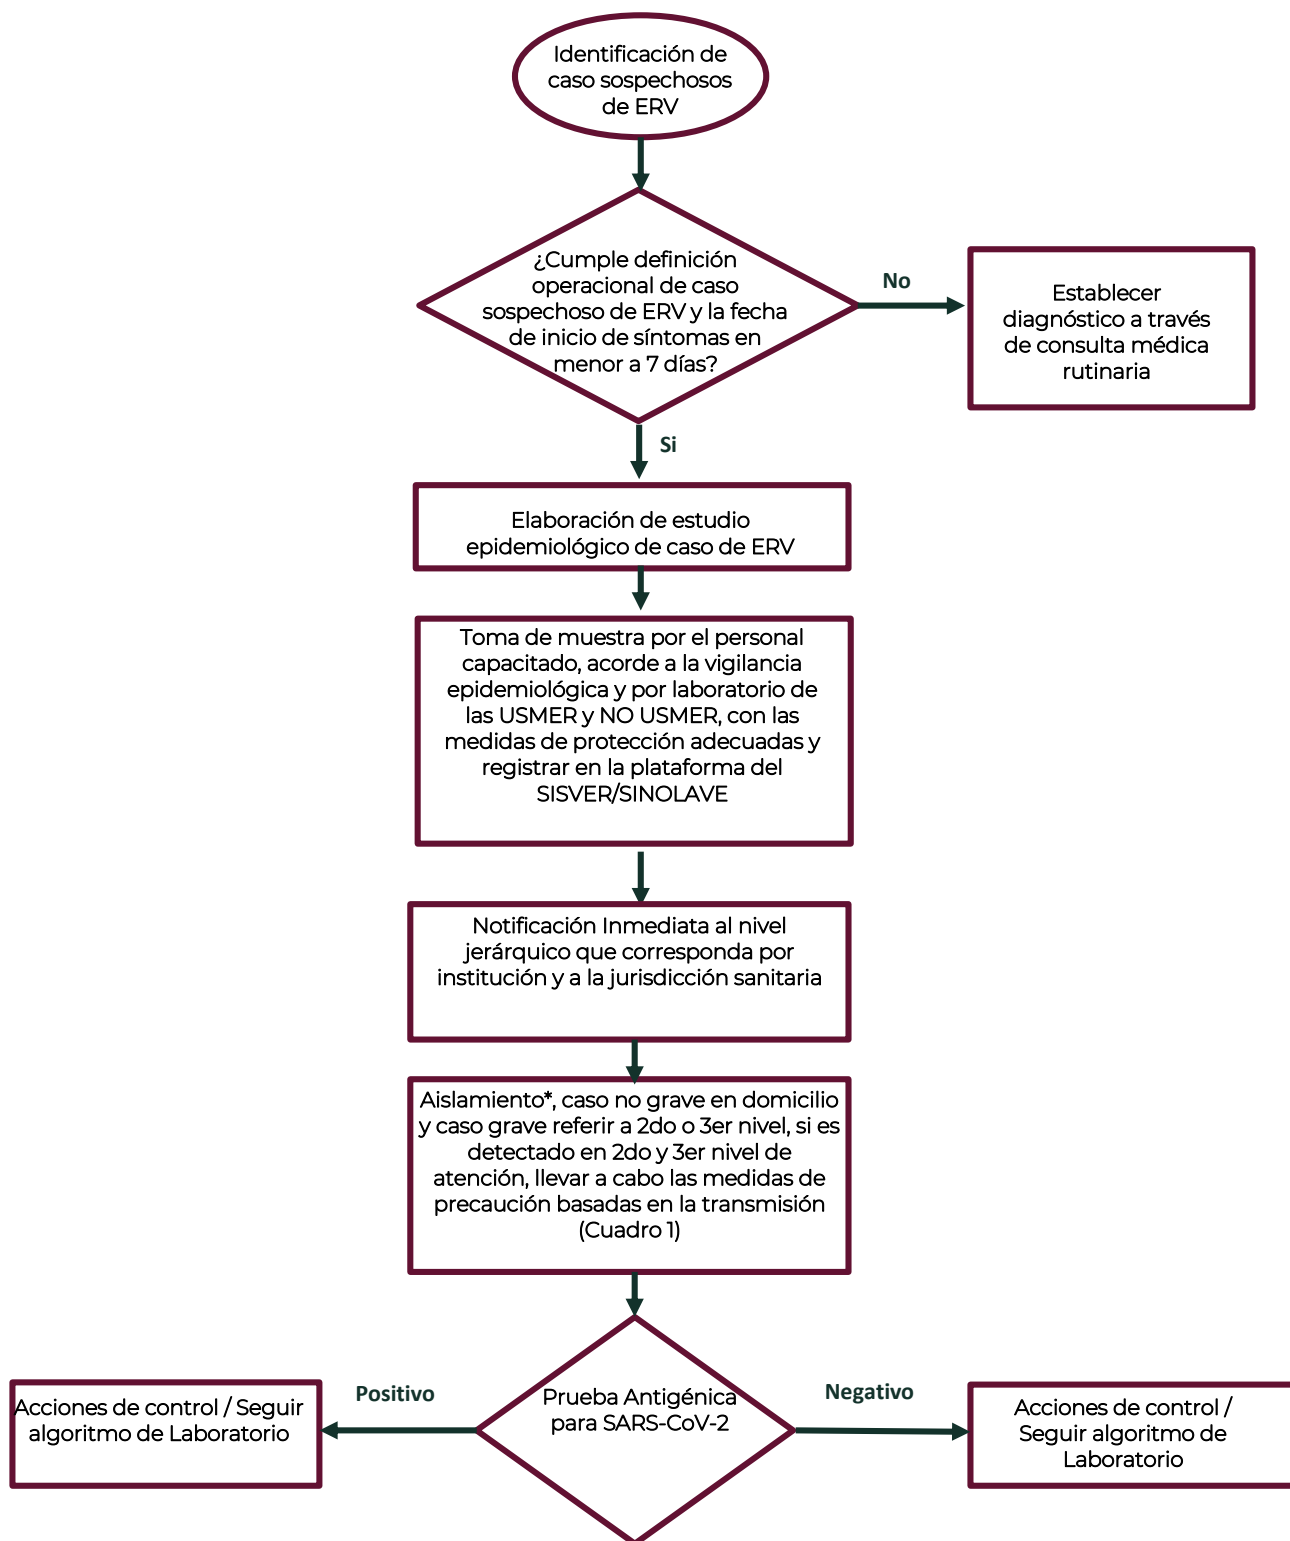 Identificación de
caso sospechosos
de ERV
¿Cumple definición
operacional de caso
sospechoso de ERV y la fecha
de inicio de síntomas en
menor a 7 días?
No
Establecer
diagnóstico a través
de consulta médica
rutinaria
Si
Elaboración de estudio
epidemiológico de caso de ERV
Toma de muestra por el personal
capacitado, acorde a la vigilancia
epidemiológica y por laboratorio de
las USMER y NO USMER, con las
medidas de protección adecuadas y
registrar en la plataforma del
SISVER/SINOLAVE
Notificación Inmediata al nivel
jerárquico que corresponda por
institución y a la jurisdicción sanitaria
Aislamiento*, caso no grave en domicilio
y caso grave referir a 2do o 3er nivel, si es
detectado en 2do y 3er nivel de
atención, llevar a cabo las medidas de
precaución basadas en la transmisión
(Cuadro 1)
Prueba Antigénica
para SARS-CoV-2
Positivo
Acciones de control / Seguir
algoritmo de Laboratorio
Negativo
Acciones de control /
Seguir algoritmo de
Laboratorio